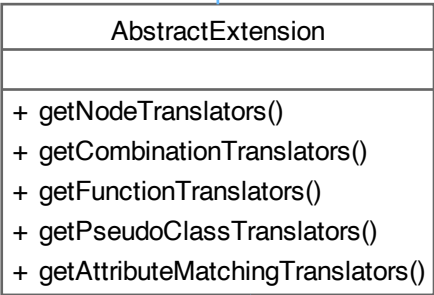 AbstractExtension
+ getNodeTranslators()
+ getCombinationTranslators()
+ getFunctionTranslators()
+ getPseudoClassTranslators()
+ getAttributeMatchingTranslators()